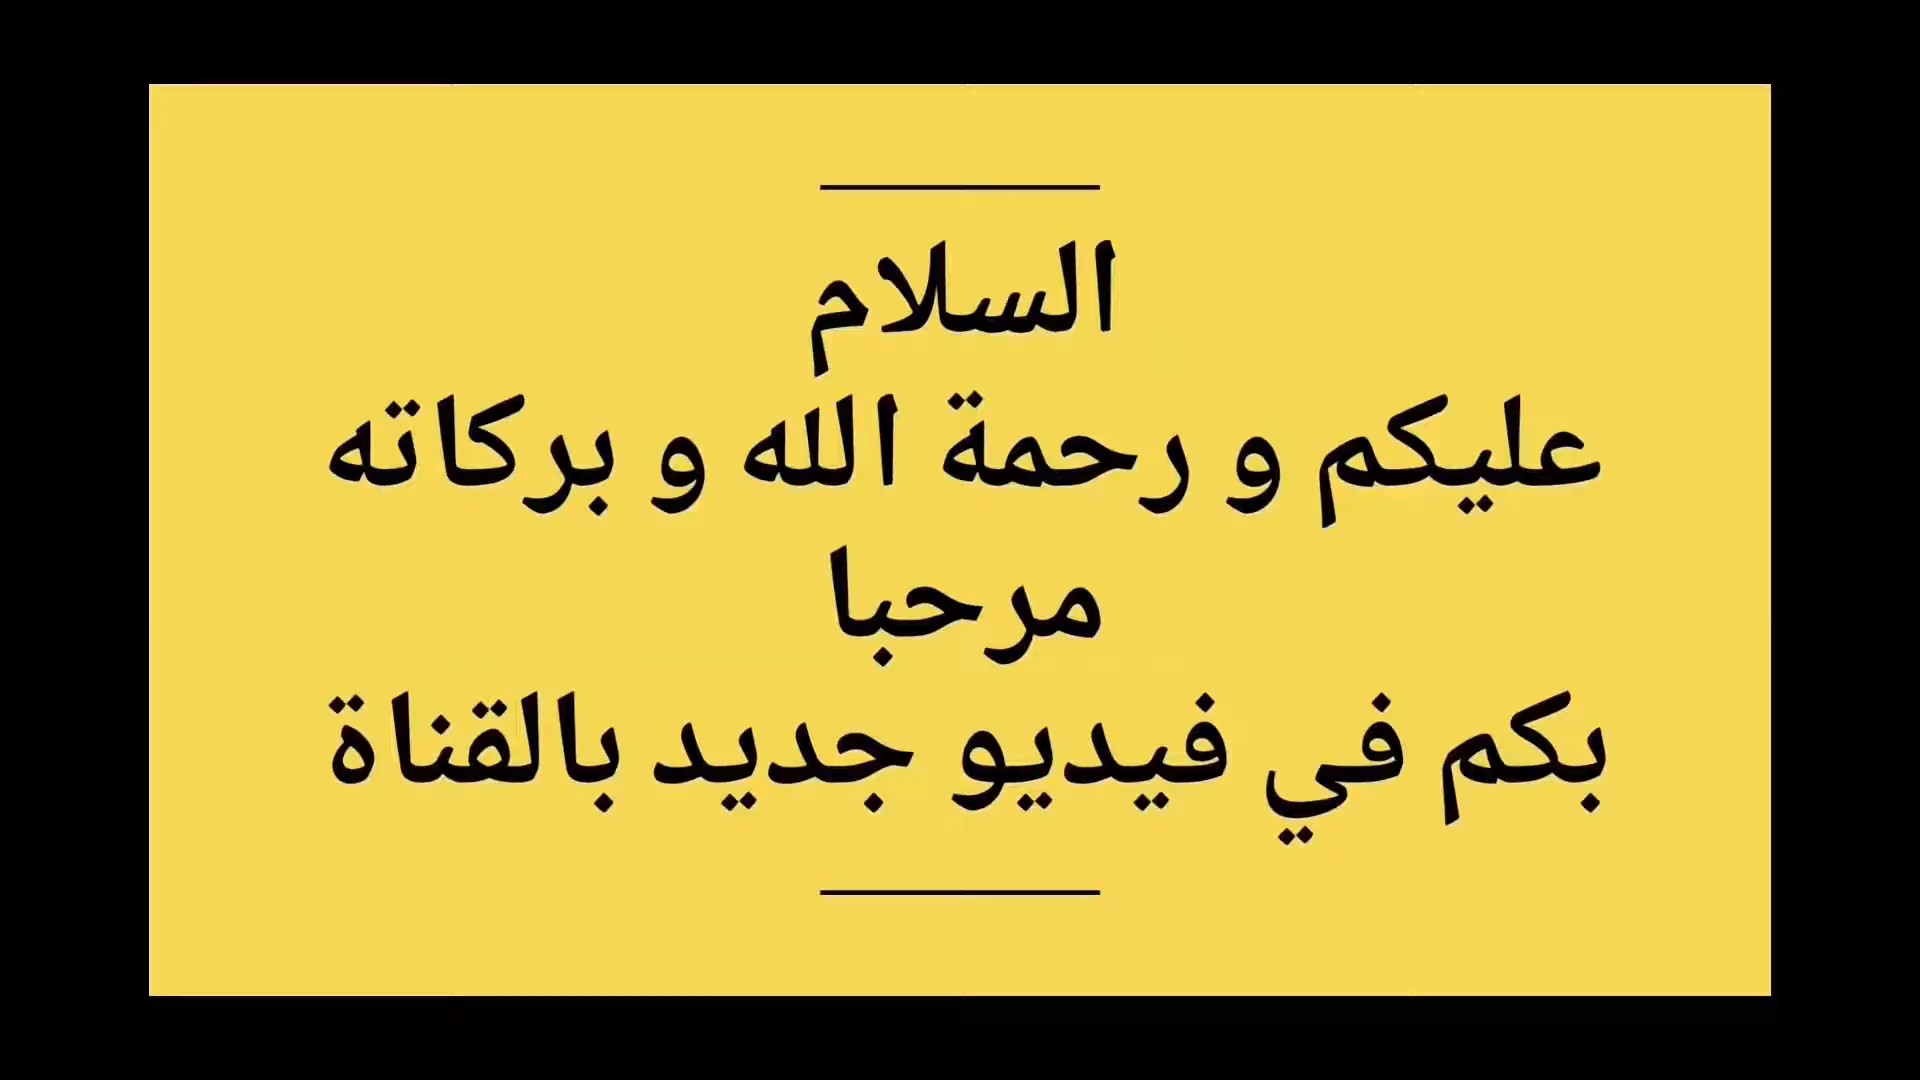 السلام
عليكم و رحمة الله و بركاته
مرحبا
بكم في فيديو جديد بالقناة